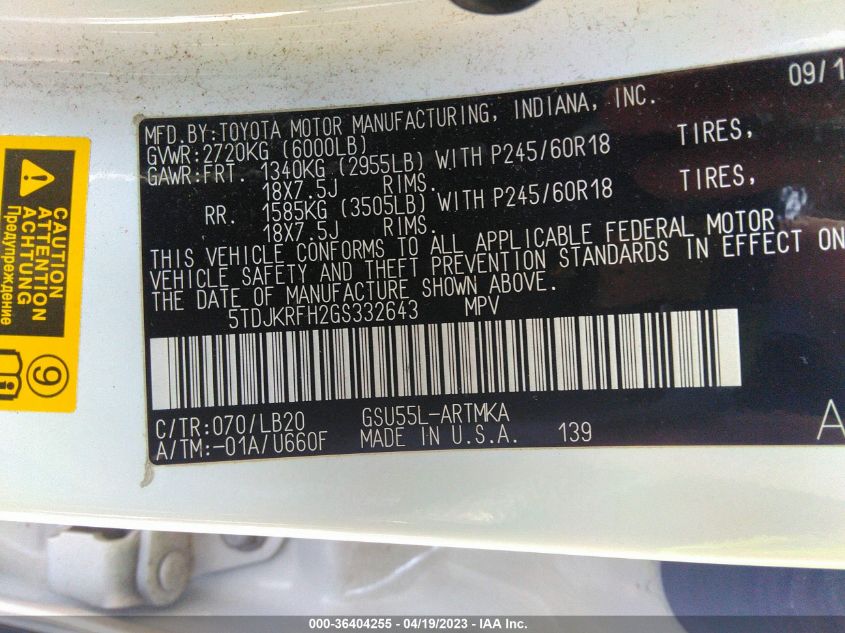 09/1
MFD.BY:TOYOTA MOTOR MANUFACTURING, INDIANA, INC.
GVWR:2720KG (6000LB)
GAWR:FRT. 1340KG (2955LB) WITH P245/60R18 TIRES,
18X7.5J RIMS.
RR. 1585KG (3505LB) WITH P245/60R18 TIRES,
18X7.5J RIMS.
THIS VEHICLE CONFORMS TO ALL APPLICABLE FEDERAL MOTOR
VEHICLE SAFETY AND THEFT PREVENTION STANDARDS IN EFFECT ON
THE DATE OF MANUFACTURE SHOWN ABOVE.
5TDJKRFH2GS332643 MPV
C/TR:070/LB20 GSU55L-ARTMKA
A/TM:-01A/U660F MADE IN U.S.A. 139
A
CAUTION
ATTENTION
ACHTUNG
Предупреждение
9
000-36404255 - 04/19/2023 - IAA Inc.